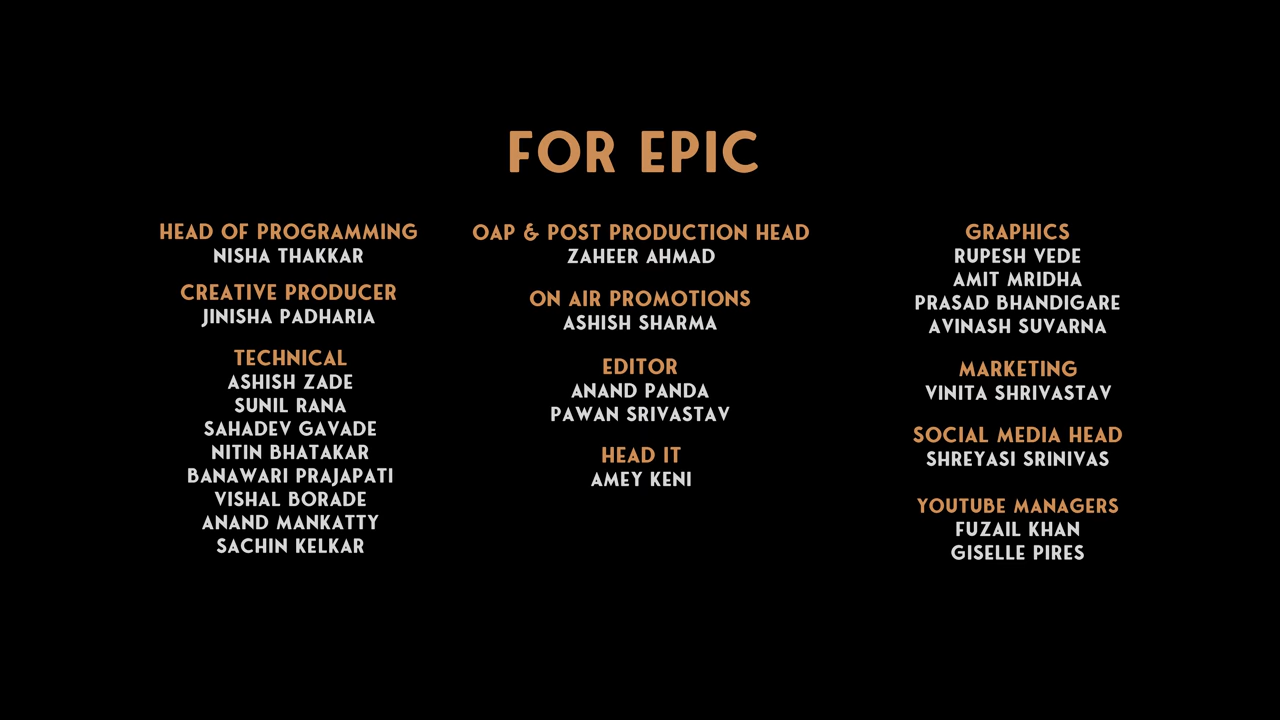 FOR EPIC
HEAD OF PROGRAMMING
NISHA THAKKAR
CREATIVE PRODUCER
JINISHA PADHARIA
TECHNICAL
ASHISH ZADE
SUNIL RANA
SAHADEV GAVADE
NITIN BHATAKAR
BANAWARI PRAJAPATI
VISHAL BORADE
ANAND MANKATTY
SACHIN KELKAR
OAP & POST PRODUCTION HEAD
ZAHEER AHMAD
ON AIR PROMOTIONS
ASHISH SHARMA
EDITOR
ANAND PANDA
PAWAN SRIVASTAV
HEAD IT
AMEY KENI
GRAPHICS
RUPESH VEDE
AMIT MRIDHA
PRASAD BHANDIGARE
AVINASH SUVARNA
MARKETING
VINITA SHRIVASTAV
SOCIAL MEDIA HEAD
SHREYASI SRINIVAS
YOUTUBE MANAGERS
FUZAIL KHAN
GISELLE PIRES